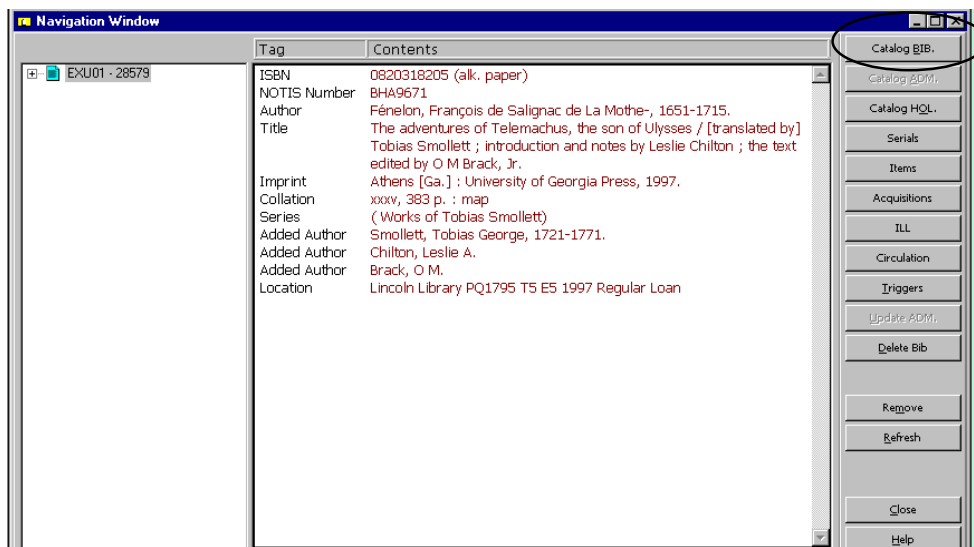 Navigation Window
Tag Contents
EXU01 - 28579
ISBN 0820318205 (alk. paper)
NOTIS Number BHA9671
Author Fénelon, François de Salignac de La Mothe-, 1651-1715.
Title The adventures of Telemachus, the son of Ulysses / [translated by]
Tobias Smollett ; introduction and notes by Leslie Chilton ; the text
edited by O M Brack, Jr.
Imprint Athens [Ga.] : University of Georgia Press, 1997.
Collation xxxv, 383 p. : map
Series ( Works of Tobias Smollett)
Added Author Smollett, Tobias George, 1721-1771.
Added Author Chilton, Leslie A.
Added Author Brack, O M.
Location Lincoln Library PQ1795 T5 E5 1997 Regular Loan
Catalog BIB.
Catalog ADM.
Catalog HOL.
Serials
Items
Acquisitions
ILL
Circulation
Triggers
Update ADM.
Delete Bib
Remove
Refresh
Close
Help